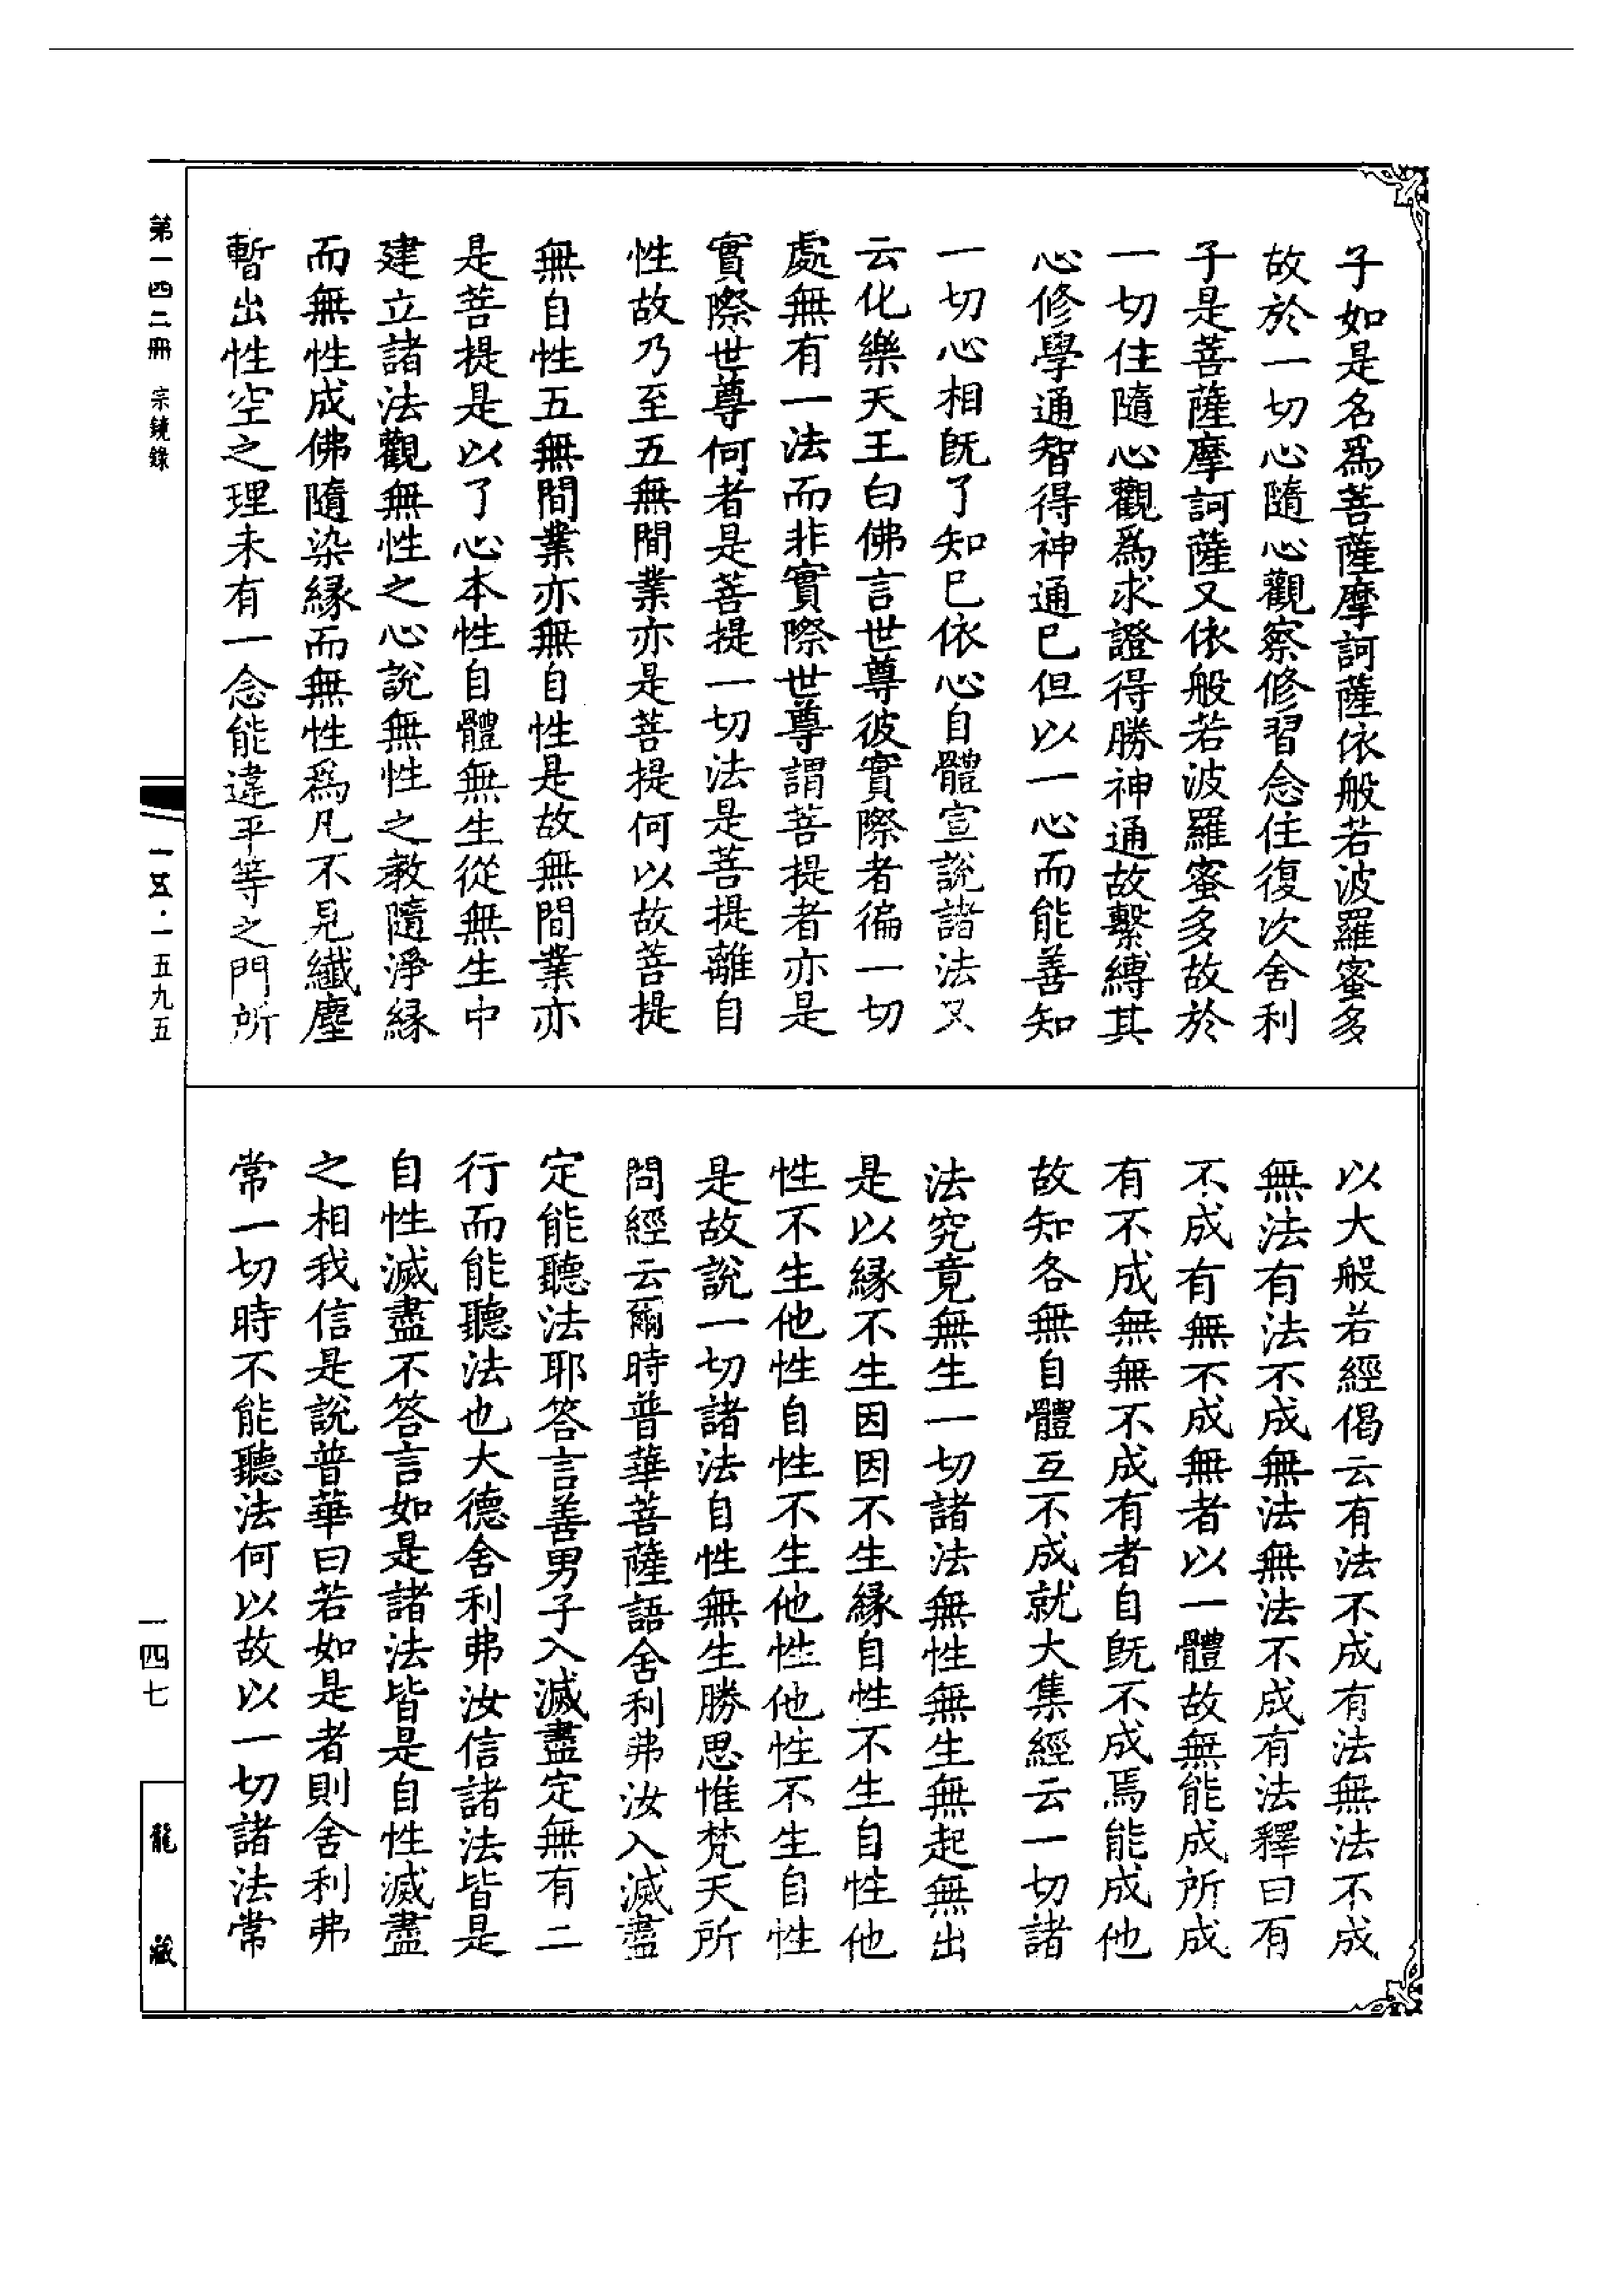 子如是名爲菩薩摩訶薩依般若波羅蜜多
故於一切心隨心觀察修習念住復次舍利
子是菩薩摩訶薩又依般若波羅蜜多故於
一切住隨心觀爲求證得勝神通故繫縛其
心修學通智得神通已但以一心而能善知
一切心相旣了知已依心自體宣說諸法又
云化樂天王白佛言世尊彼實際者徧一切
處無有一法而非實際世尊謂菩提者亦是
實際世尊何者是菩提一切法是菩提離自
性故乃至五無間業亦是菩提何以故菩提
無自性五無間業亦無自性是故無間業亦
是菩提是以了心本性自體無生從無生中
建立諸法觀無性之心說無性之教隨淨緣
而無性成佛隨染緣而無性爲凡不見纖塵
暫出性空之理未有一念能違平等之門所
以大般若經偈云有法不成有法無法不成
無法有法不成無法無法不成有法釋曰有
不成有無不成無者以一體故無能成所成
有不成無無不成有者自旣不成焉能成他
故知各無自體互不成就大集經云一切諸
法究竟無生一切諸法無性無生無起無出
是以緣不生因因不生緣自性不生自性他
性不生他性自性不生他性他性不生自性
是故說一切諸法自性無生勝思惟梵天所
問經云爾時普華菩薩語舍利弗汝入滅盡
定能聽法耶答言善男子入滅盡定無有二
行而能聽法也大德舍利弗汝信諸法皆是
自性滅盡不答言如是諸法皆是自性滅盡
之相我信是說普華曰若如是者則舍利弗
常一切時不能聽法何以故以一切諸法常
第一四二冊 宗鏡錄
一五·一五九五
一四七
龍藏